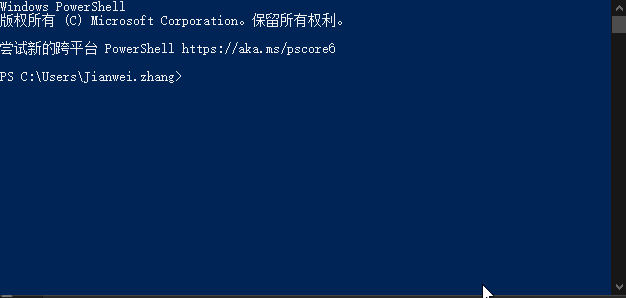 Windows PowerShell
版权所有 (C) Microsoft Corporation。保留所有权利。
尝试新的跨平台 PowerShell https://aka.ms/pscore6
PS C:\Users\Jianwei.zhang>